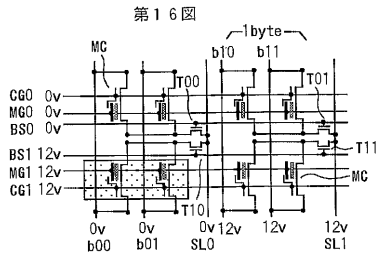 第16図
1byte
MC
T00
b10
b11
T01
CG0 0v
MG0 0v
BS0 0v
BS1 12v
MG1 12v
CG1 12v
T11
MC
T10
0v 0v 0v 12v 12v 12v
b00 b01 SL0 SL1